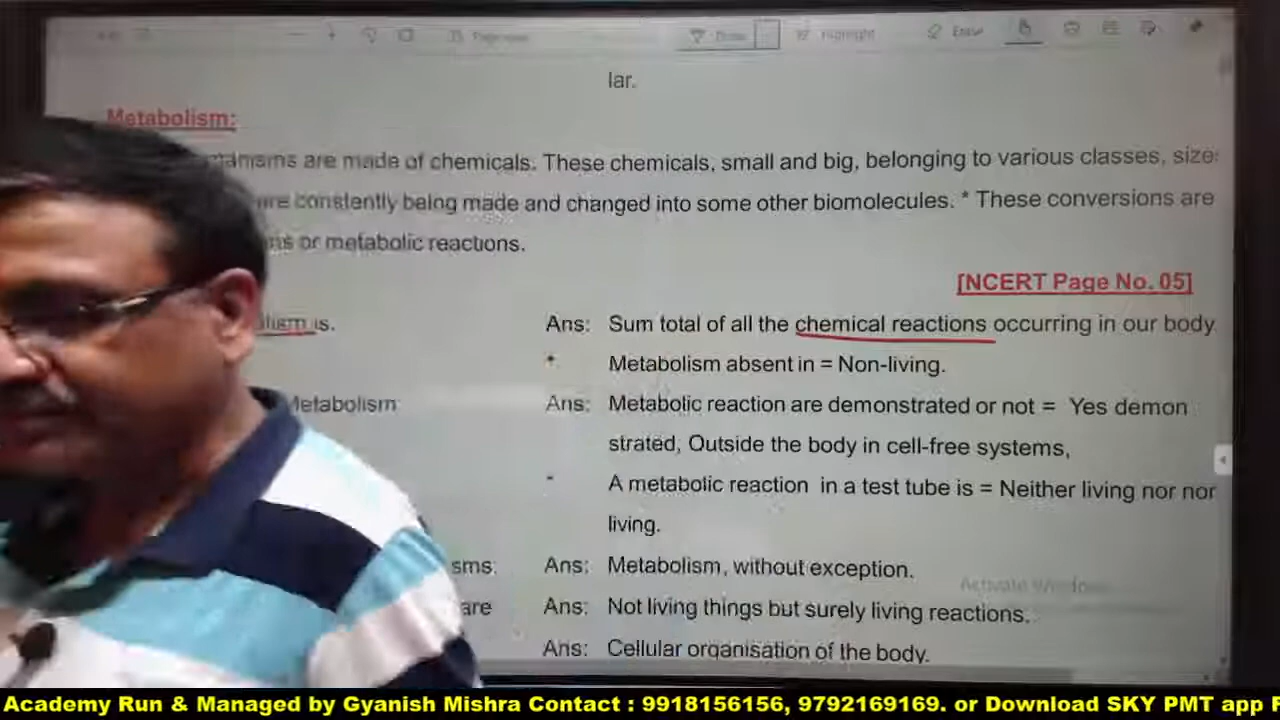 lar.
Metabolism:
are made of chemicals. These chemicals, small and big, belonging to various classes, size
constently being made and changed into some other biomolecules. * These conversions are
or metabolic reactions.
[NCERT Page No. 05]
is. Ans: Sum total of all the chemical reactions occurring in our body
* Metabolism absent in = Non-living.
Metabolism Ans: Metabolic reaction are demonstrated or not = Yes demon
strated, Outside the body in cell-free systems,
A metabolic reaction in a test tube is = Neither living nor nor
living.
sms: Ans: Metabolism, without exception.
Activate Windows
are Ans: Not living things but surely living reactions.
Ans: Cellular organisation of the body.
Academy Run & Managed by Gyanish Mishra Contact : 9918156156, 9792169169. or Download SKY PMT app